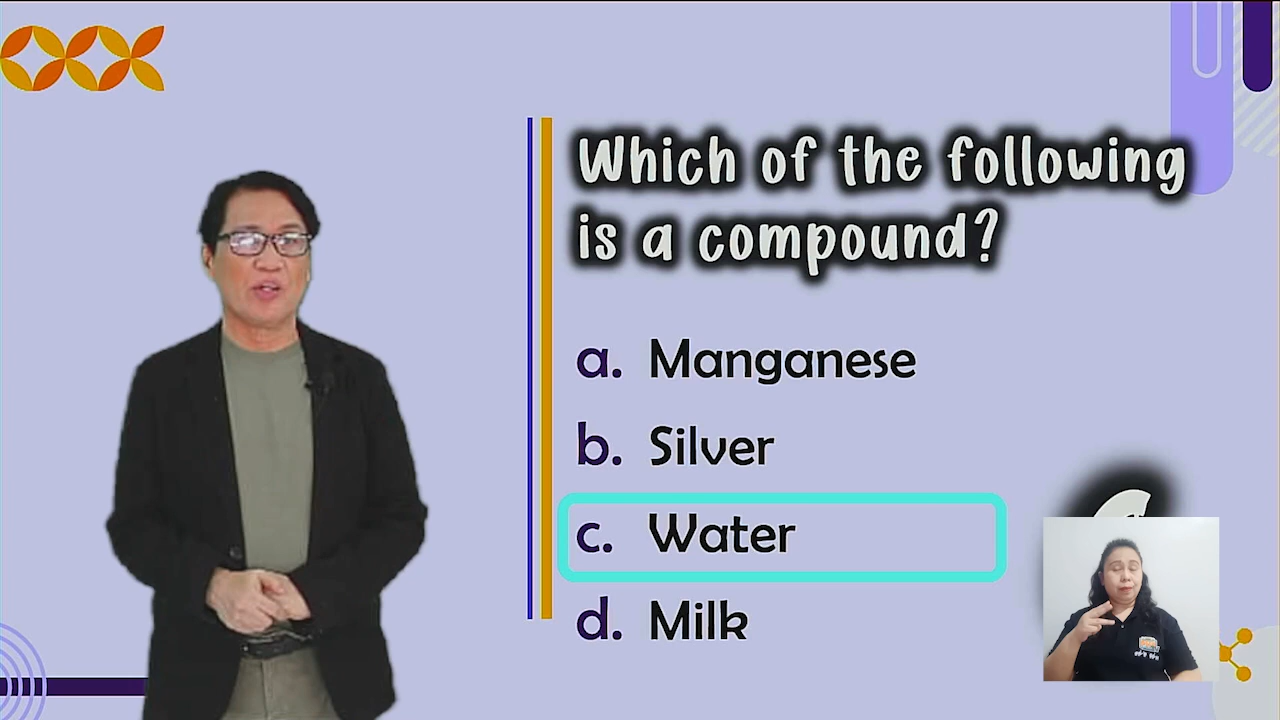 Which of the following
is a compound?
a. Manganese
b. Silver
c. Water
d. Milk